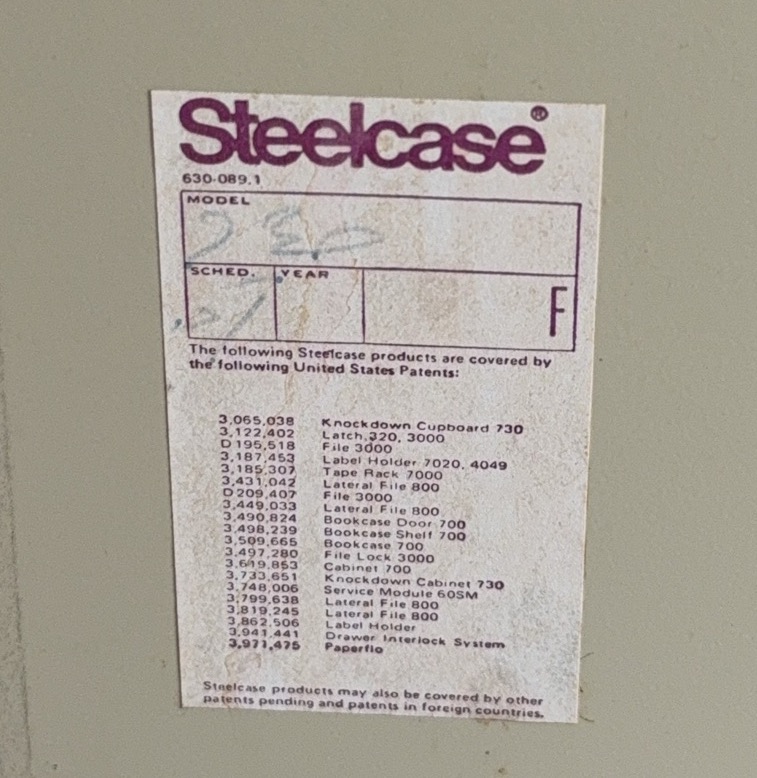 Steelcase®
630-089.1
MODEL
230
SCHED. YEAR
F
The following Steelcase products are covered by
the following United States Patents:
3,065,038 Knockdown Cupboard 730
3,122,402 Latch 320, 3000
D195,518 File 3000
3,187,453 Label Holder 7020, 4049
3,185,307 Tape Rack 7000
3,431,042 Lateral File 800
D209,407 File 3000
3,449,033 Lateral File 800
3,490,824 Bookcase Door 700
3,498,239 Bookcase Shelf 700
3,509,665 Bookcase 700
3,497,280 File Lock 3000
3,619,853 Cabinet 700
3,733,651 Knockdown Cabinet 730
3,748,006 Service Module 60SM
3,799,638 Lateral File 800
3,819,245 Lateral File 800
3,862,506 Label Holder
3,941,441 Drawer Interlock System
3,971,475 Paperflo
Steelcase products may also be covered by other
patents pending and patents in foreign countries.